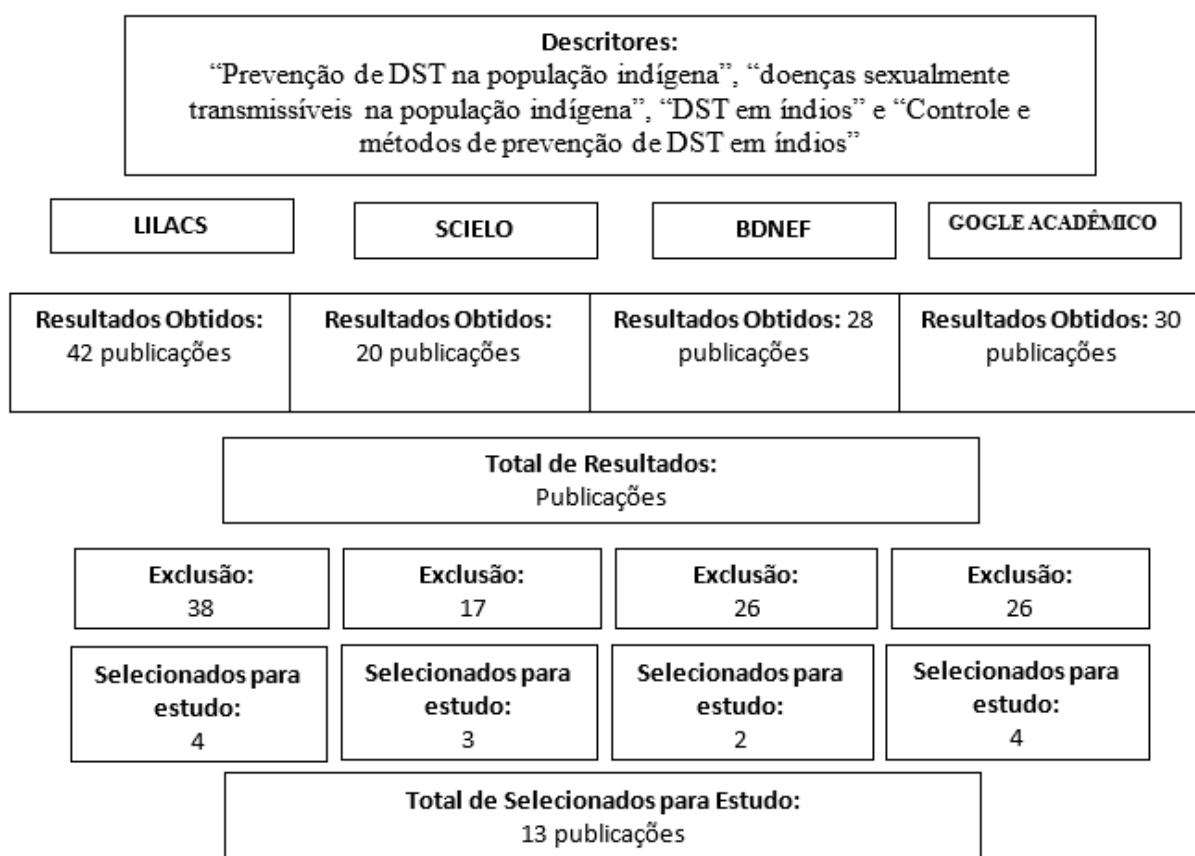 Descritores:
“Prevenção de DST na população indígena”, “doenças sexualmente
transmissíveis na população indígena”, “DST em índios” e “Controle e
métodos de prevenção de DST em índios”
LILACS
SCIELO
BDNEF
GOGLE ACADÊMICO
Resultados Obtidos:
42 publicações
Resultados Obtidos:
20 publicações
Resultados Obtidos: 28
publicações
Resultados Obtidos: 30
publicações
Total de Resultados:
Publicações
Exclusão:
38
Exclusão:
17
Exclusão:
26
Exclusão:
26
Selecionados para
estudo:
4
Selecionados para
estudo:
3
Selecionados para
estudo:
2
Selecionados para
estudo:
4
Total de Selecionados para Estudo:
13 publicações